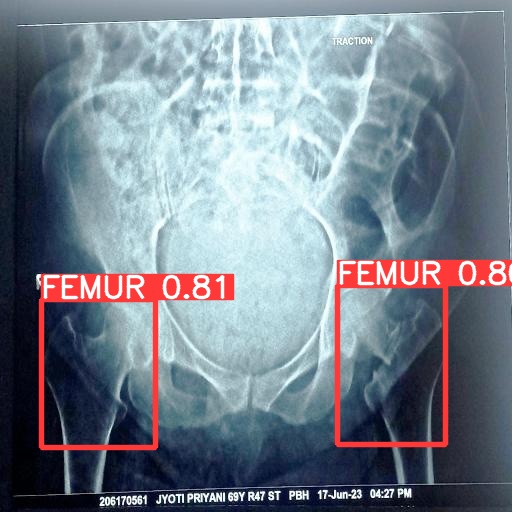 TRACTION
FEMUR 0.81
FEMUR 0.80
206170561 JYOTI PRIYANI 69Y R47 ST PBH 17-Jun-23 04:27 PM